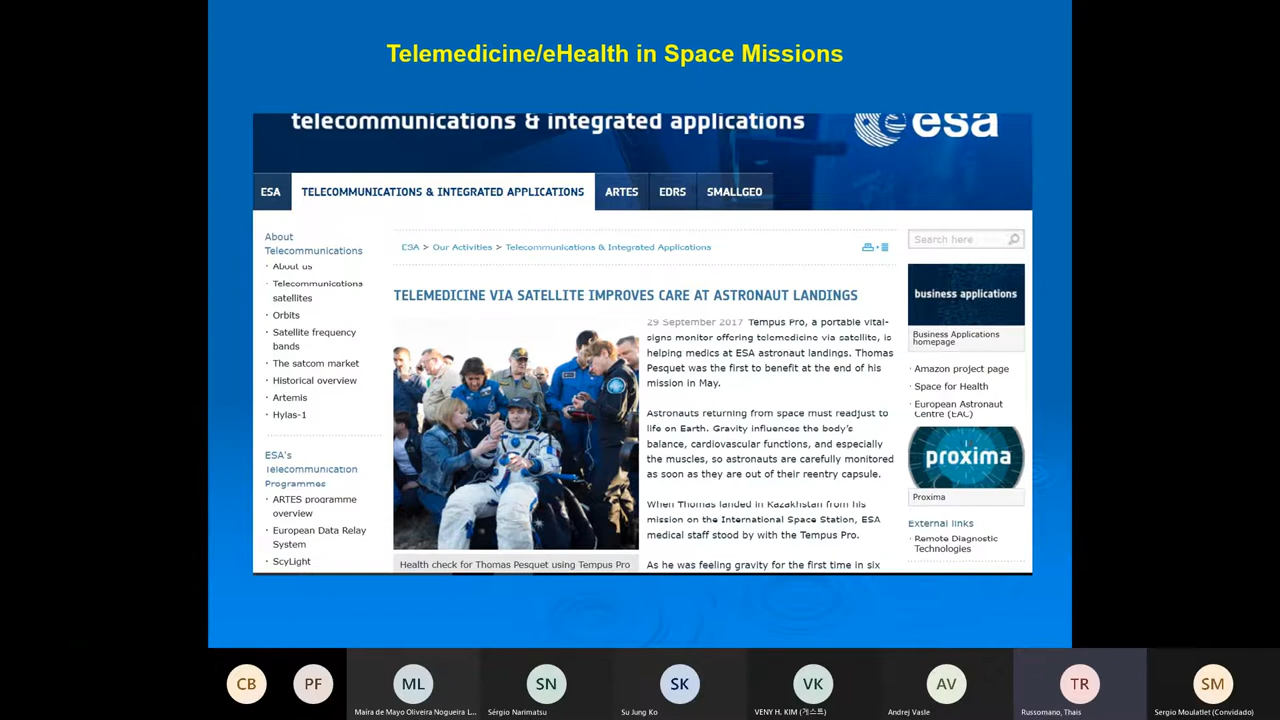 Telemedicine/eHealth in Space Missions
telecommunications & integrated applications
esa
ESA
TELECOMMUNICATIONS & INTEGRATED APPLICATIONS
ARTES
EDRS
SMALLGEO
About
Telecommunications
· About us
· Telecommunications
satellites
· Orbits
· Satellite frequency
bands
· The satcom market
· Historical overview
· Artemis
· Hylas-1
ESA's
Telecommunication
Programmes
· ARTES programme
overview
· European Data Relay
System
· ScyLight
ESA > Our Activities > Telecommunications & Integrated Applications
TELEMEDICINE VIA SATELLITE IMPROVES CARE AT ASTRONAUT LANDINGS
Health check for Thomas Pesquet using Tempus Pro
29 September 2017 Tempus Pro, a portable vital-
signs monitor offering telemedicine via satellite, is
helping medics at ESA astronaut landings. Thomas
Pesquet was the first to benefit at the end of his
mission in May.
Astronauts returning from space must readjust to
life on Earth. Gravity influences the body's
balance, cardiovascular functions, and especially
the muscles, so astronauts are carefully monitored
as soon as they are out of their reentry capsule.
When Thomas landed in Kazakhstan from his
mission on the International Space Station, ESA
medical staff stood by with the Tempus Pro.
As he was feeling gravity for the first time in six
Search here
business applications
Business Applications
homepage
· Amazon project page
· Space for Health
· European Astronaut
Centre (EAC)
proxima
Proxima
External links
· Remote Diagnostic
Technologies
CB
PF
ML
SN
SK
VK
AV
TR
SM
Maira de Mayo Oliveira Nogueira L...
Sérgio Narimatsu
Su Jung Ko
VENY H. KIM (게스트)
Andrej Vasle
Russomano, Thais
Sergio Moulatlet (Convidado)